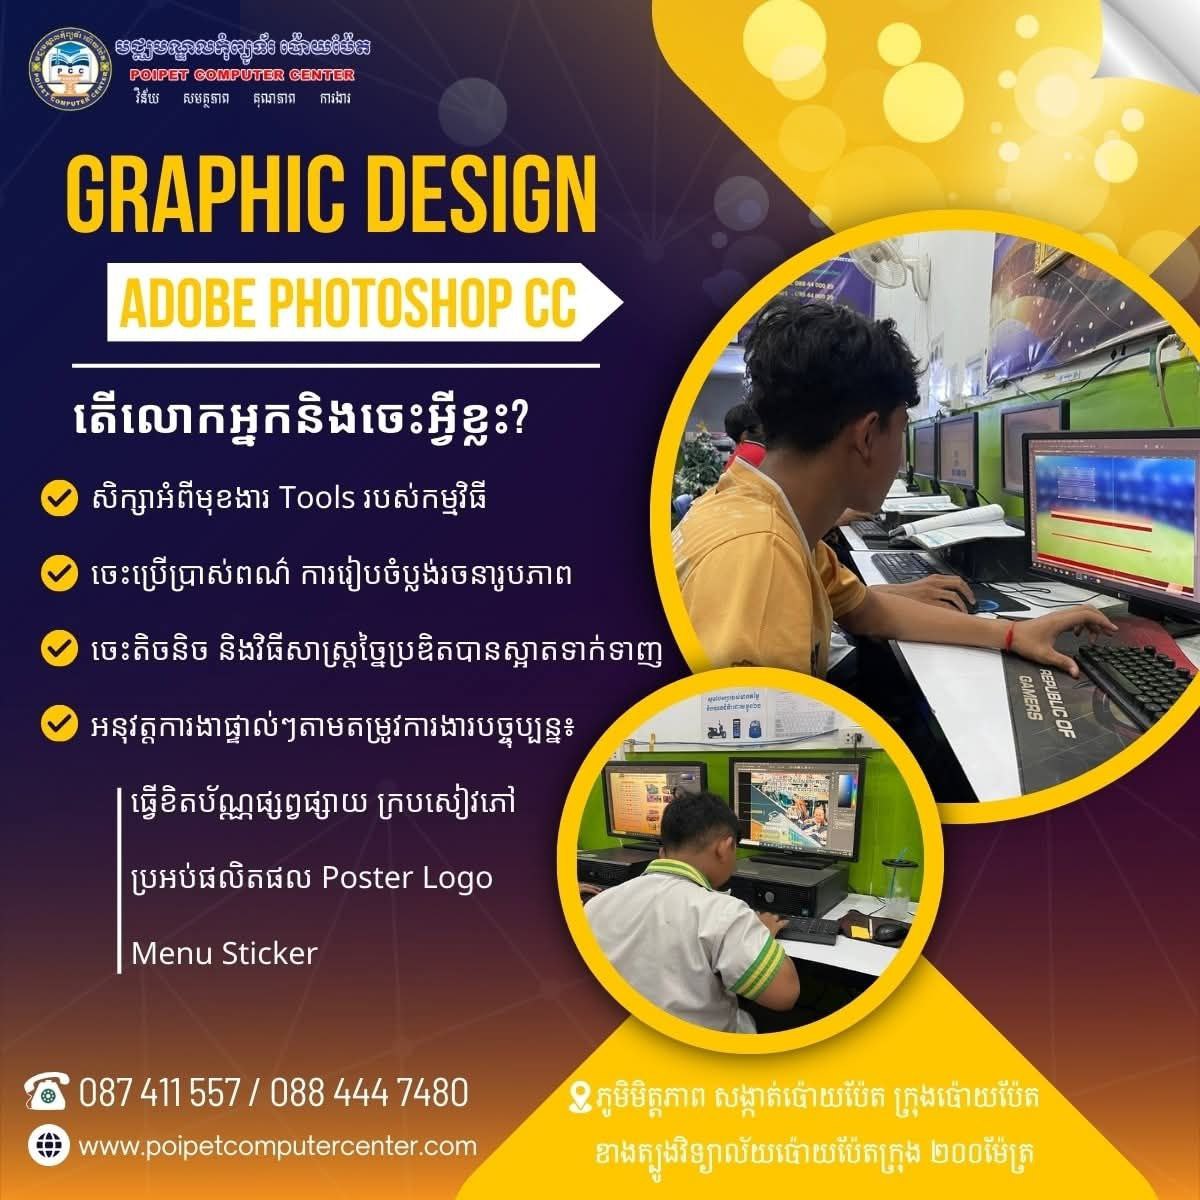 មជ្ឈមណ្ឌលកុំព្យូទ័រ ប៉ោយប៉ែត
POIPET COMPUTER CENTER
វិន័យ សមត្ថភាព គុណភាព ការងារ
GRAPHIC DESIGN
ADOBE PHOTOSHOP CC
តើលោកអ្នកនិងចេះអ្វីខ្លះ?
សិក្សាអំពីមុខងារ Tools របស់កម្មវិធី
ចេះប្រើប្រាស់ពណ៌ ការរៀបចំប្លង់រចនារូបភាព
ចេះតិចនិច និងវិធីសាស្ត្រច្នៃប្រឌិតបានស្អាតទាក់ទាញ
អនុវត្តការងាផ្ទាល់ៗតាមតម្រូវការងារបច្ចុប្បន្ន៖
ធ្វើខិតប័ណ្ណផ្សព្វផ្សាយ ក្របសៀវភៅ
ប្រអប់ផលិតផល Poster Logo
Menu Sticker
REPUBLIC OF
GAMERS
087 411 557 / 088 444 7480
www.poipetcomputercenter.com
ភូមិមិត្តភាព សង្កាត់ប៉ោយប៉ែត ក្រុងប៉ោយប៉ែត
ខាងត្បូងវិទ្យាល័យប៉ោយប៉ែតក្រុង ២០០ម៉ែត្រ